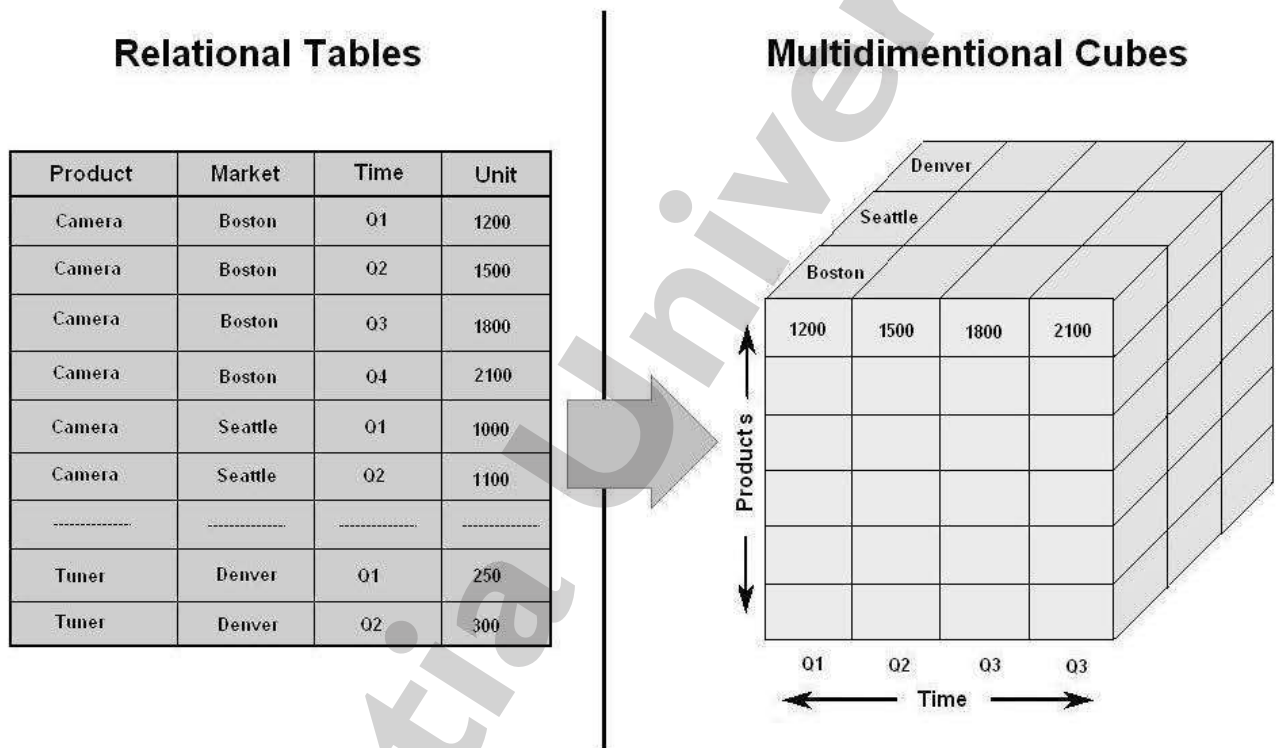 Relational Tables
Product Market Time Unit
Camera Boston Q1 1200
Camera Boston Q2 1500
Camera Boston Q3 1800
Camera Boston Q4 2100
Camera Seattle Q1 1000
Camera Seattle Q2 1100
-------------- -------------- -------------- --------------
Tuner Denver Q1 250
Tuner Denver Q2 300
Multidimentional Cubes
Denver
Seattle
Boston
1200 1500 1800 2100
Products
Q1 Q2 Q3 Q3
Time